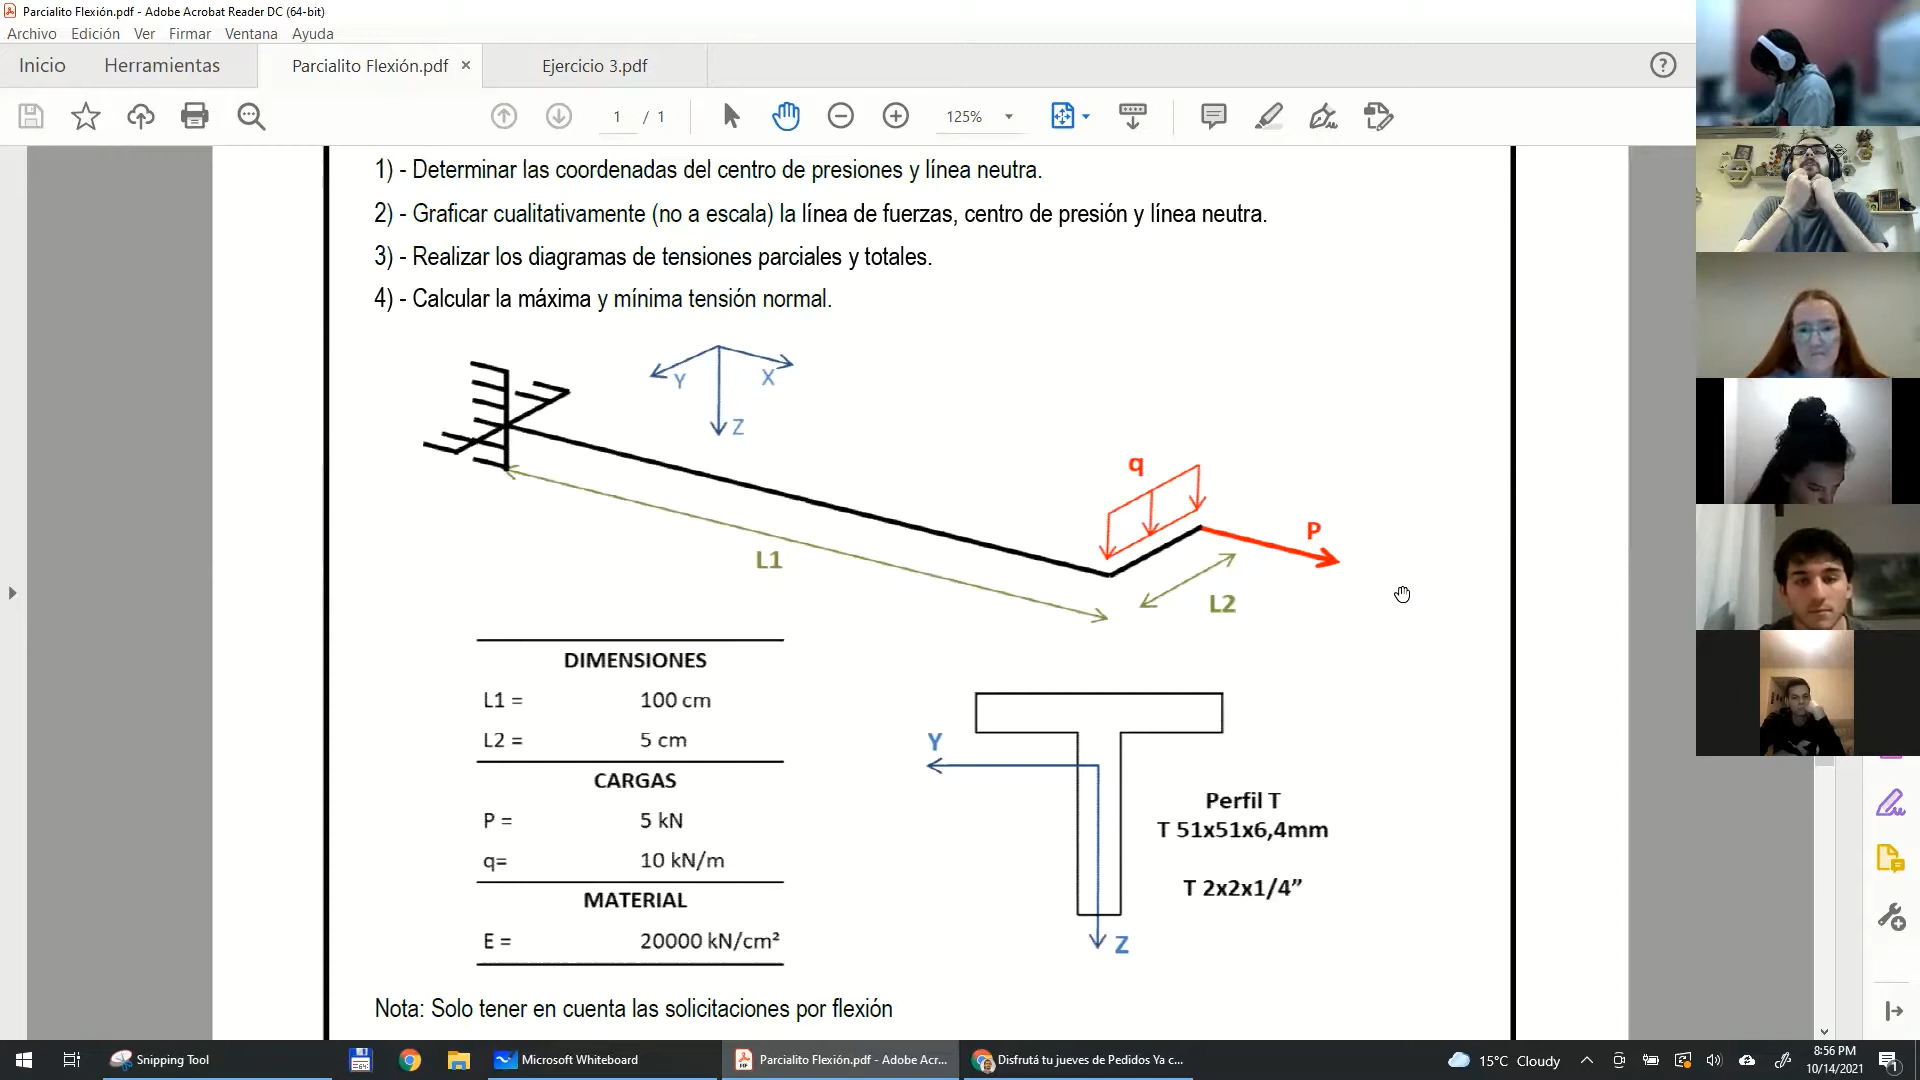 Parcialito Flexión.pdf - Adobe Acrobat Reader DC (64-bit)
Archivo Edición Ver Firmar Ventana Ayuda
Inicio Herramientas Parcialito Flexión.pdf × Ejercicio 3.pdf
1 / 1 125%
1) - Determinar las coordenadas del centro de presiones y línea neutra.
2) - Graficar cualitativamente (no a escala) la línea de fuerzas, centro de presión y línea neutra.
3) - Realizar los diagramas de tensiones parciales y totales.
4) - Calcular la máxima y mínima tensión normal.
Y X
Z
q
P
L1
L2
DIMENSIONES
L1 = 100 cm
L2 = 5 cm
CARGAS
P = 5 kN
q= 10 kN/m
MATERIAL
E = 20000 kN/cm²
Y
Z
Perfil T
T 51x51x6,4mm
T 2x2x1/4”
Nota: Solo tener en cuenta las solicitaciones por flexión
Snipping Tool Microsoft Whiteboard Parcialito Flexión.pdf - Adobe Acr... Disfrutá tu jueves de Pedidos Ya c... 15°C Cloudy 8:56 PM
10/14/2021